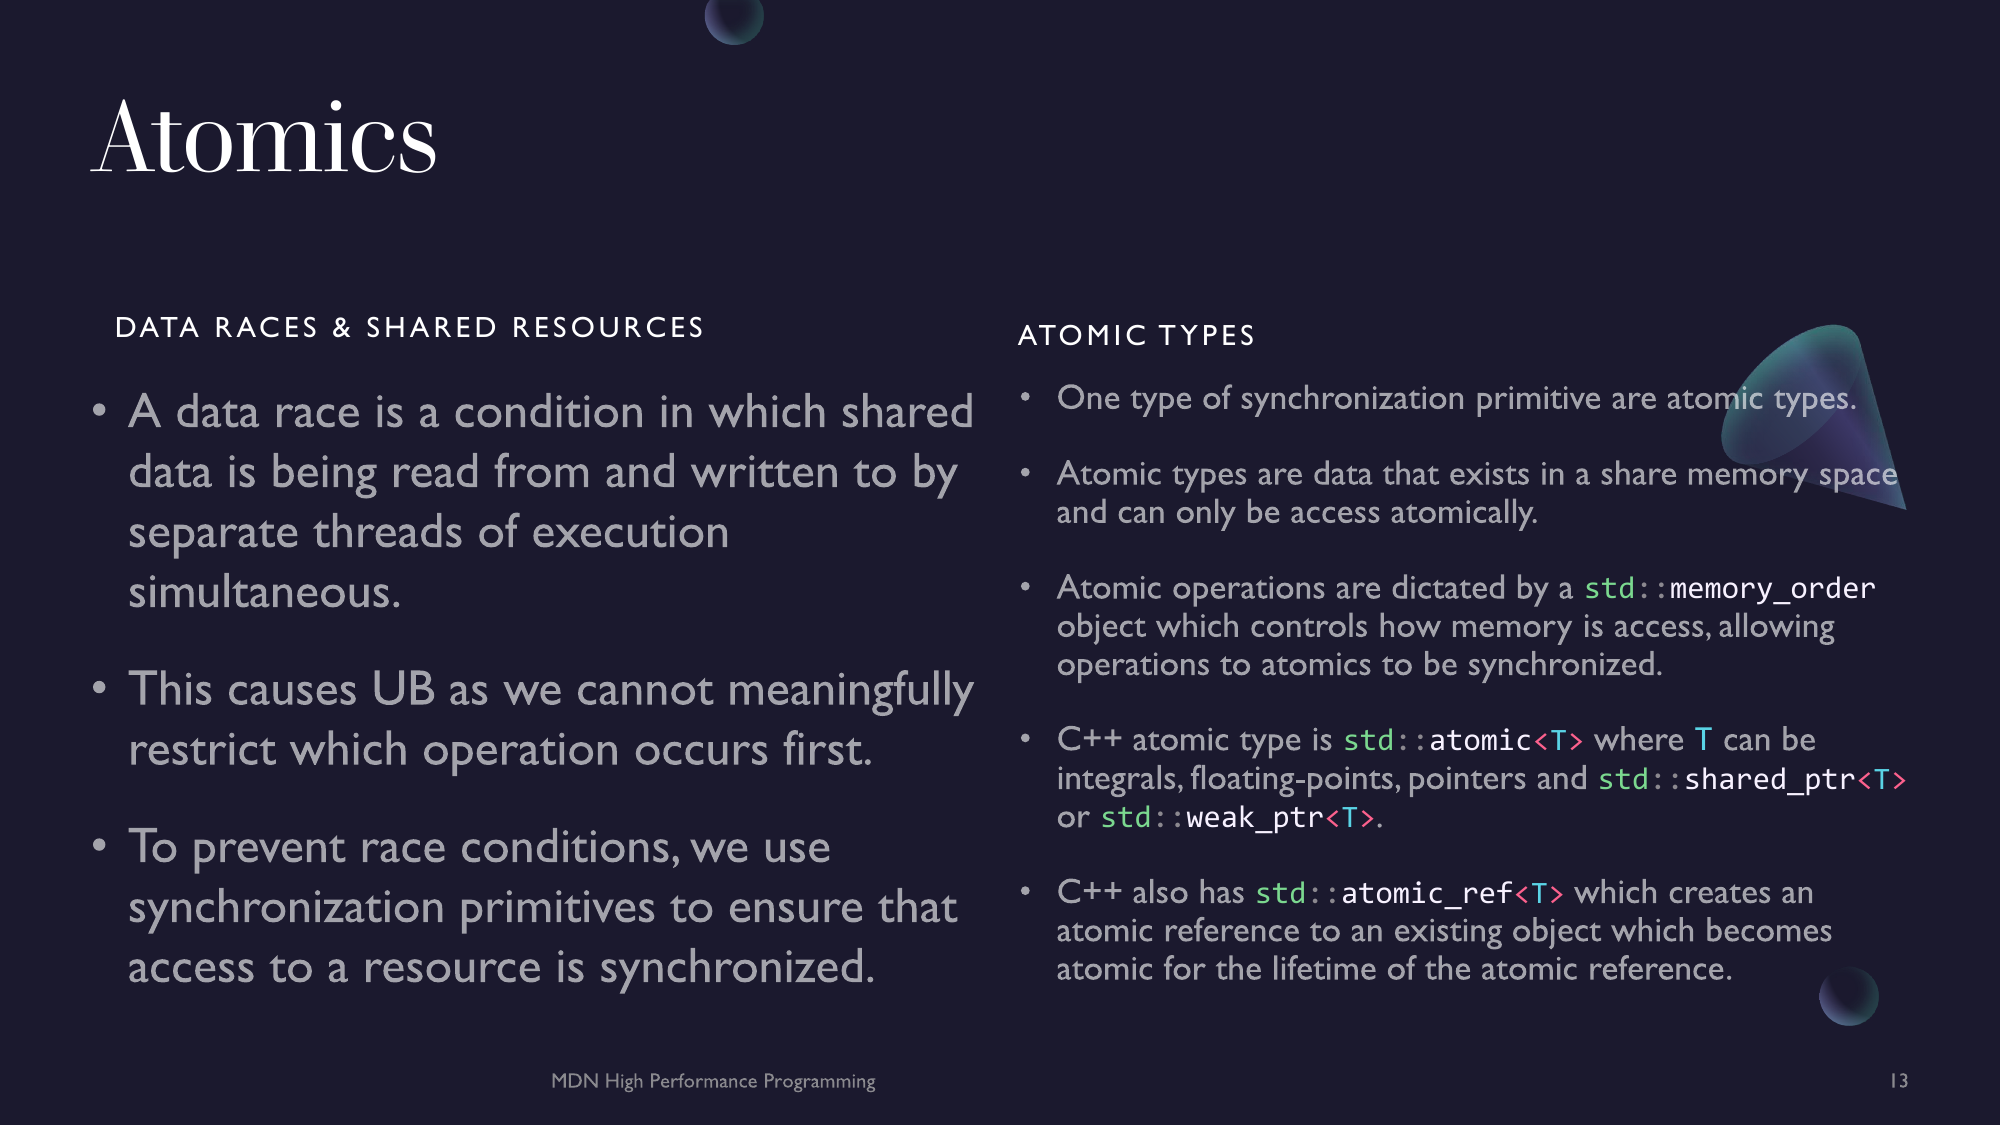 Atomics
DATA RACES & SHARED RESOURCES
• A data race is a condition in which shared
data is being read from and written to by
separate threads of execution
simultaneous.
• This causes UB as we cannot meaningfully
restrict which operation occurs first.
• To prevent race conditions, we use
synchronization primitives to ensure that
access to a resource is synchronized.
ATOMIC TYPES
• One type of synchronization primitive are atomic types.
• Atomic types are data that exists in a share memory space
and can only be access atomically.
• Atomic operations are dictated by a std::memory_order
object which controls how memory is access, allowing
operations to atomics to be synchronized.
• C++ atomic type is std::atomic<T> where T can be
integrals, floating-points, pointers and std::shared_ptr<T>
or std::weak_ptr<T>.
• C++ also has std::atomic_ref<T> which creates an
atomic reference to an existing object which becomes
atomic for the lifetime of the atomic reference.
MDN High Performance Programming
13